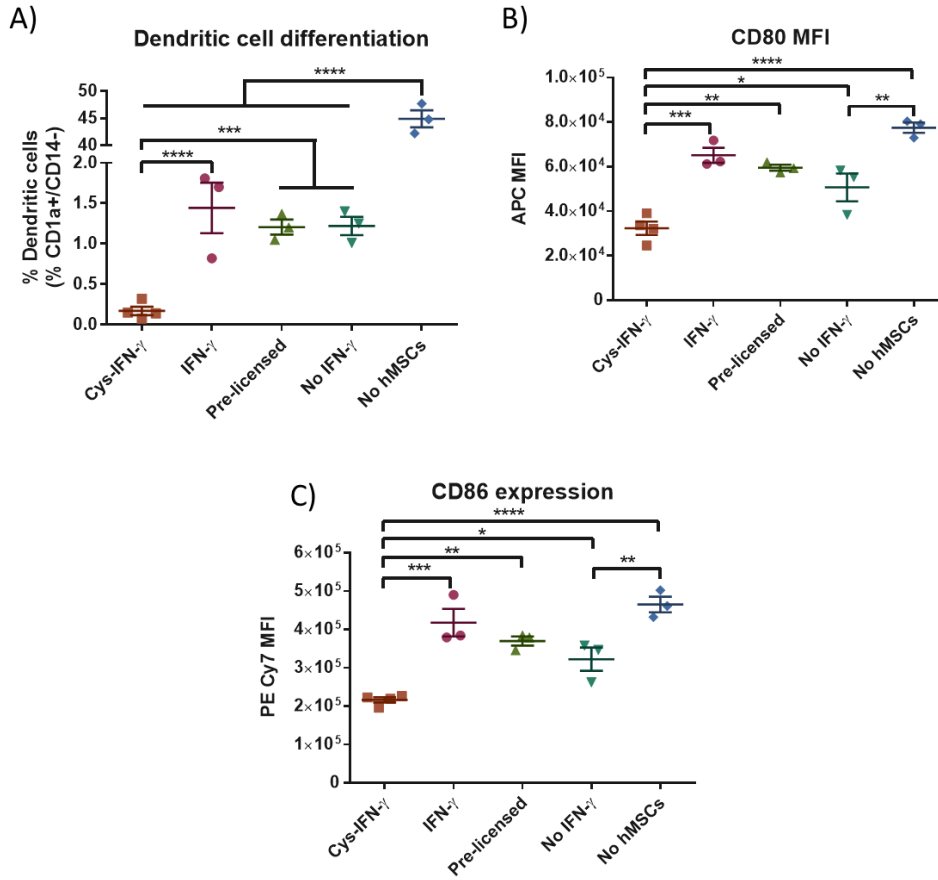 A)
Dendritic cell differentiation
% Dendritic cells
(% CD1a+/CD14-)
50
45
40
2.0
1.5
1.0
0.5
0.0
****
***
****
Cys-IFN-γ
IFN-γ
Pre-licensed
No IFN-γ
No hMSCs
B)
CD80 MFI
APC MFI
1.0×10⁵
8.0×10⁴
6.0×10⁴
4.0×10⁴
2.0×10⁴
0
****
*
**
**
***
Cys-IFN-γ
IFN-γ
Pre-licensed
No IFN-γ
No hMSCs
C)
CD86 expression
PE Cy7 MFI
6×10⁵
5×10⁵
4×10⁵
3×10⁵
2×10⁵
1×10⁵
0
****
*
**
**
***
Cys-IFN-γ
IFN-γ
Pre-licensed
No IFN-γ
No hMSCs